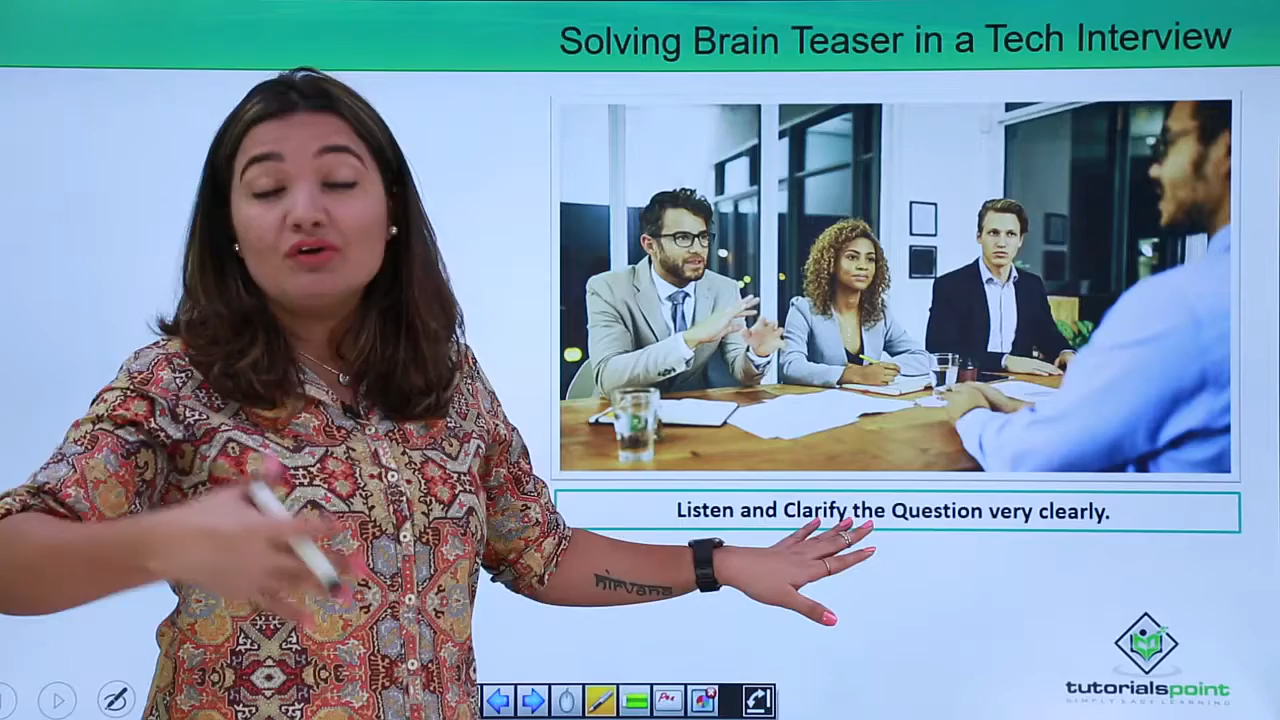 Solving Brain Teaser in a Tech Interview
Listen and Clarify the Question very clearly.
nirvana
tutorialspoint
SIMPLY EASY LEARNING